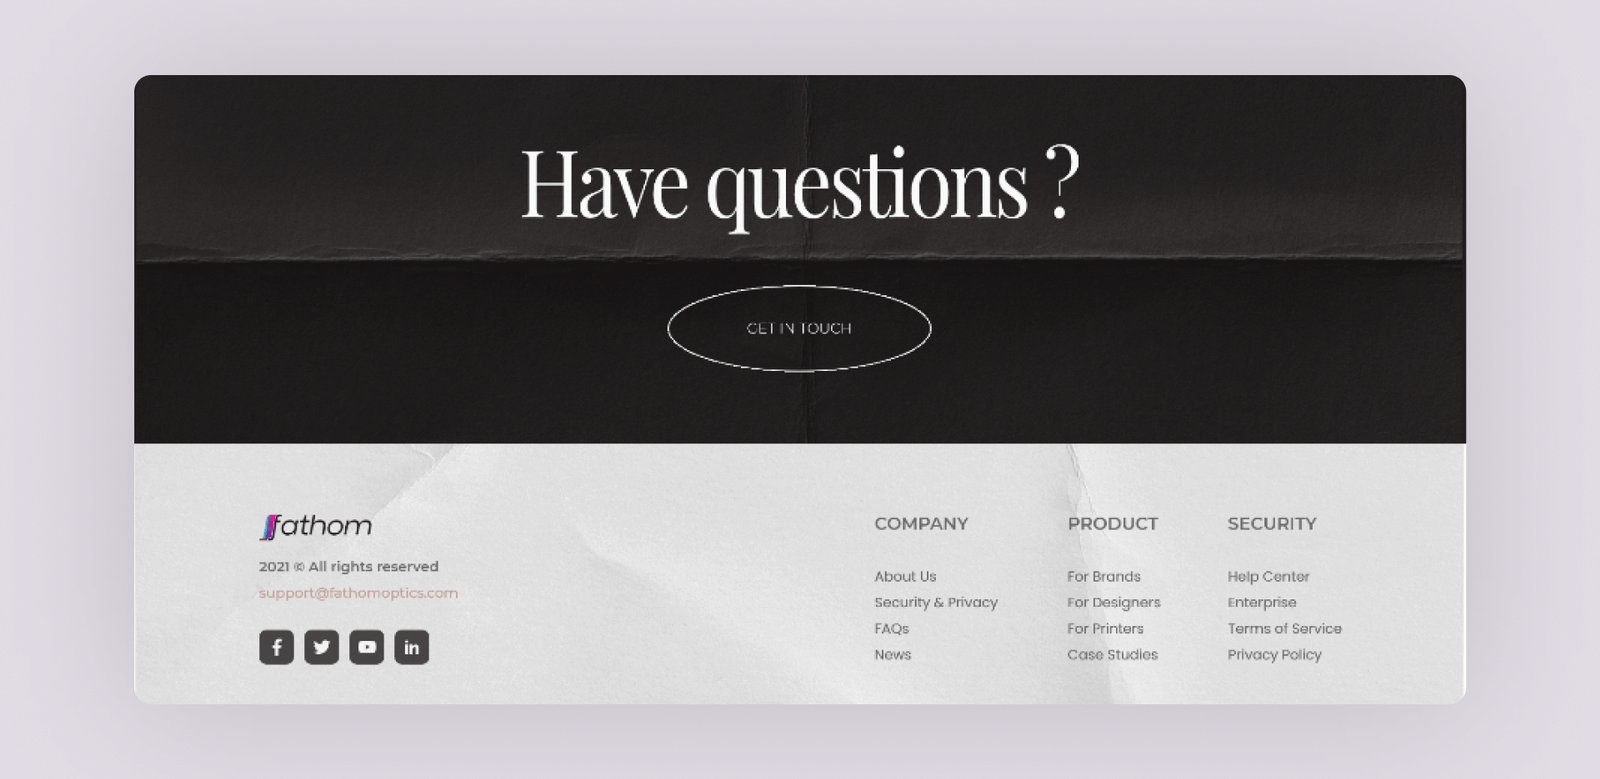 Have questions ?
GET IN TOUCH
fathom
2021 © All rights reserved
support@fathomoptics.com
COMPANY
About Us
Security & Privacy
FAQs
News
PRODUCT
For Brands
For Designers
For Printers
Case Studies
SECURITY
Help Center
Enterprise
Terms of Service
Privacy Policy